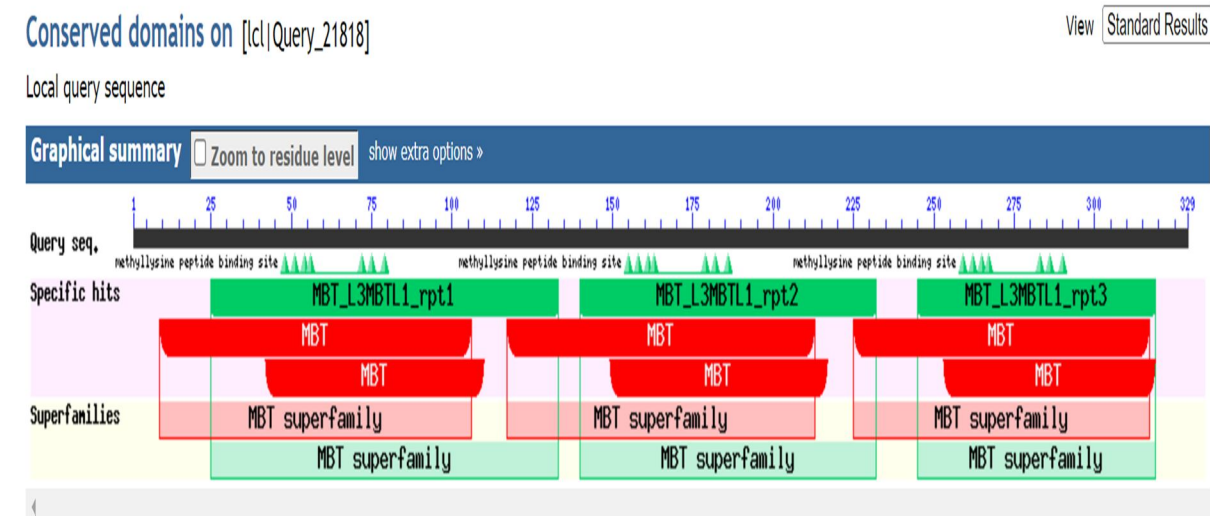 Conserved domains on [lcl|Query_21818]
View Standard Results
Local query sequence
Graphical summary Zoom to residue level show extra options »
1 25 50 75 100 125 150 175 200 225 250 275 300 329
Query seq.
methyllysine peptide binding site methyllysine peptide binding site methyllysine peptide binding site
Specific hits MBT_L3MBTL1_rpt1 MBT_L3MBTL1_rpt2 MBT_L3MBTL1_rpt3
MBT MBT MBT
MBT MBT MBT
Superfamilies MBT superfamily MBT superfamily MBT superfamily
MBT superfamily MBT superfamily MBT superfamily